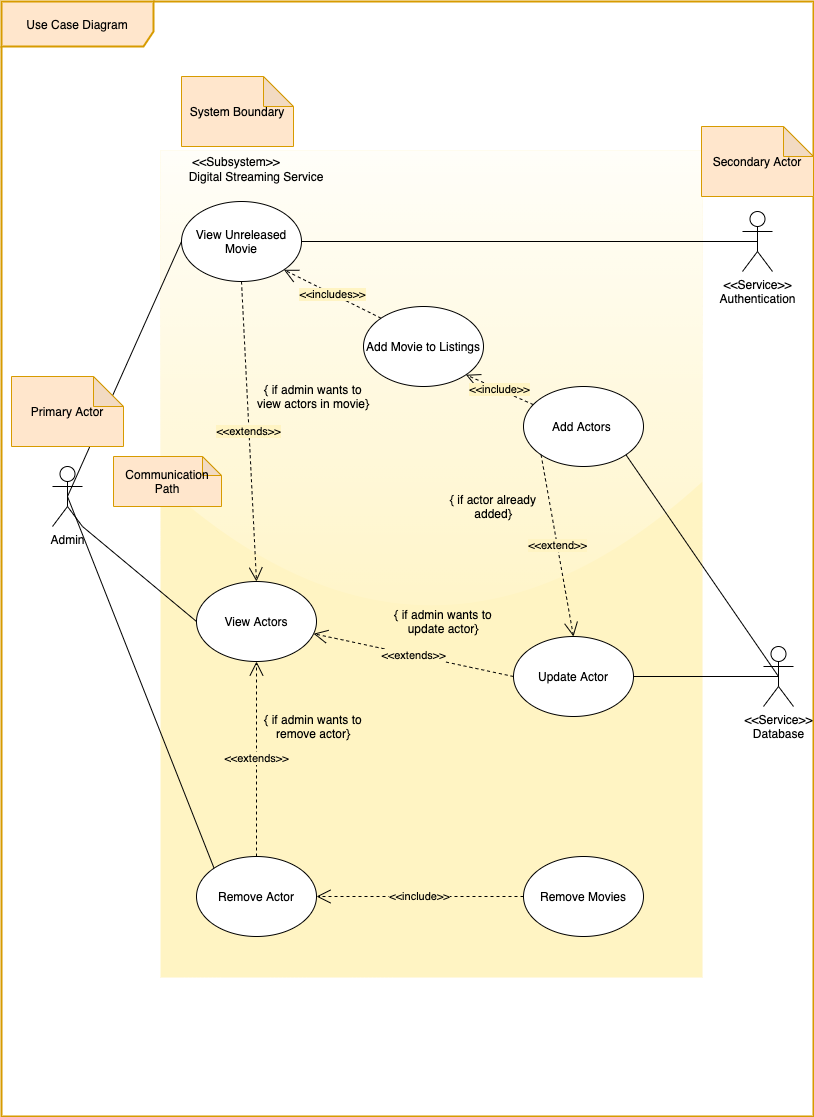 Use Case Diagram
System Boundary
Secondary Actor
<<Subsystem>>
Digital Streaming Service
View Unreleased
Movie
<<Service>>
Authentication
<<includes>>
Add Movie to Listings
{ if admin wants to
view actors in movie}
<<include>>
Primary Actor
<<extends>>
Add Actors
Communication
Path
{ if actor already
added}
Admin
<<extend>>
View Actors
{ if admin wants to
update actor}
<<extends>>
Update Actor
{ if admin wants to
remove actor}
<<Service>>
Database
<<extends>>
Remove Actor
<<include>>
Remove Movies